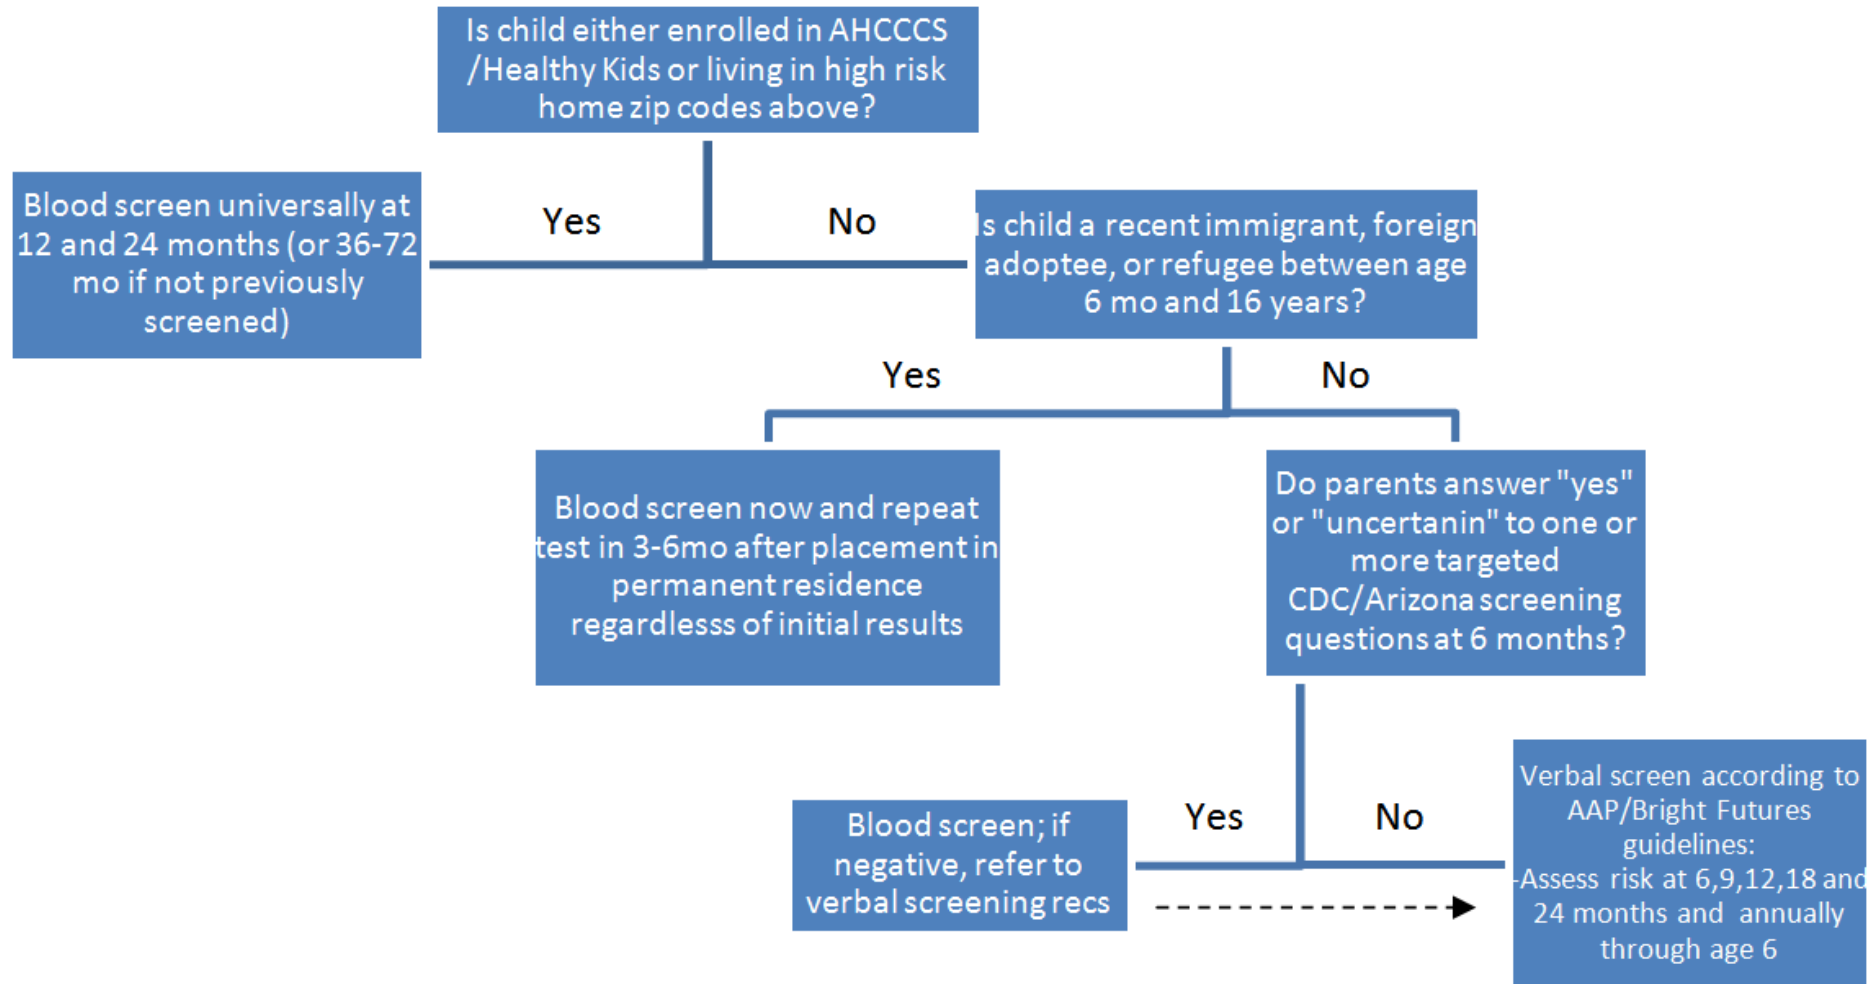 Is child either enrolled in AHCCCS
/Healthy Kids or living in high risk
home zip codes above?
Yes
No
Blood screen universally at
12 and 24 months (or 36-72
mo if not previously
screened)
Is child a recent immigrant, foreign
adoptee, or refugee between age
6 mo and 16 years?
Yes
No
Blood screen now and repeat
test in 3-6mo after placement in
permanent residence
regardlesss of initial results
Do parents answer "yes"
or "uncertanin" to one or
more targeted
CDC/Arizona screening
questions at 6 months?
Yes
No
Blood screen; if
negative, refer to
verbal screening recs
Verbal screen according to
AAP/Bright Futures
guidelines:
-Assess risk at 6,9,12,18 and
24 months and annually
through age 6